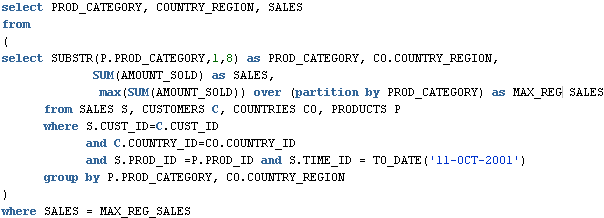 select PROD_CATEGORY, COUNTRY_REGION, SALES
from
(
select SUBSTR(P.PROD_CATEGORY,1,8) as PROD_CATEGORY, CO.COUNTRY_REGION,
SUM(AMOUNT_SOLD) as SALES,
max(SUM(AMOUNT_SOLD)) over (partition by PROD_CATEGORY) as MAX_REG_SALES
from SALES S, CUSTOMERS C, COUNTRIES CO, PRODUCTS P
where S.CUST_ID=C.CUST_ID
and C.COUNTRY_ID=CO.COUNTRY_ID
and S.PROD_ID =P.PROD_ID and S.TIME_ID = TO_DATE('11-OCT-2001')
group by P.PROD_CATEGORY, CO.COUNTRY_REGION
)
where SALES = MAX_REG_SALES